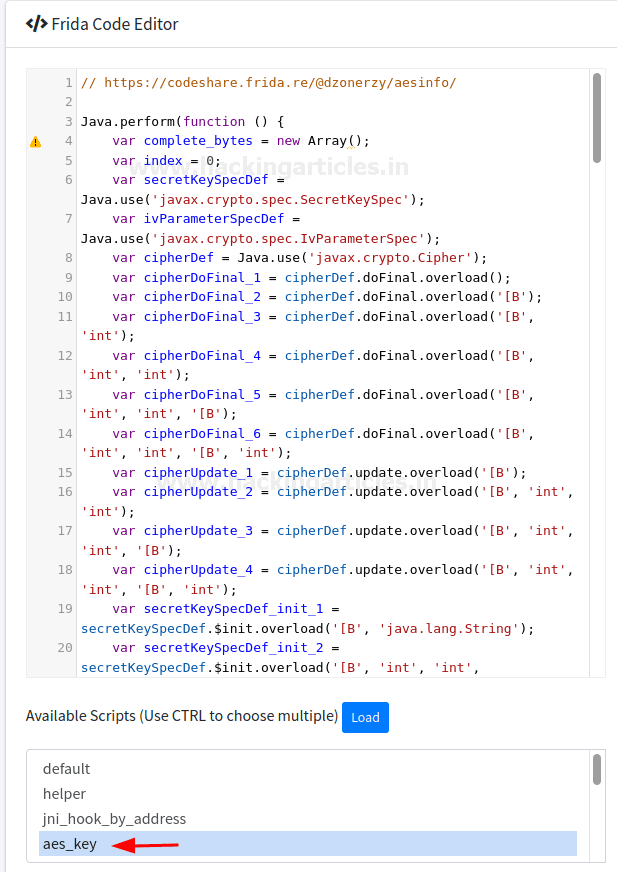 </> Frida Code Editor
1 // https://codeshare.frida.re/@dzonerzy/aesinfo/
2
3 Java.perform(function () {
4 var complete_bytes = new Array();
5 var index = 0;
www.hackingarticles.in
6 var secretKeySpecDef =
Java.use('javax.crypto.spec.SecretKeySpec');
7 var ivParameterSpecDef =
Java.use('javax.crypto.spec.IvParameterSpec');
8 var cipherDef = Java.use('javax.crypto.Cipher');
9 var cipherDoFinal_1 = cipherDef.doFinal.overload();
10 var cipherDoFinal_2 = cipherDef.doFinal.overload('[B');
11 var cipherDoFinal_3 = cipherDef.doFinal.overload('[B',
'int');
12 var cipherDoFinal_4 = cipherDef.doFinal.overload('[B',
'int', 'int');
13 var cipherDoFinal_5 = cipherDef.doFinal.overload('[B',
'int', 'int', '[B');
14 var cipherDoFinal_6 = cipherDef.doFinal.overload('[B',
'int', 'int', '[B', 'int');
15 var cipherUpdate_1 = cipherDef.update.overload('[B');
www.hackingarticles.in
16 var cipherUpdate_2 = cipherDef.update.overload('[B', 'int',
'int');
17 var cipherUpdate_3 = cipherDef.update.overload('[B', 'int',
'int', '[B');
18 var cipherUpdate_4 = cipherDef.update.overload('[B', 'int',
'int', '[B', 'int');
19 var secretKeySpecDef_init_1 =
secretKeySpecDef.$init.overload('[B', 'java.lang.String');
20 var secretKeySpecDef_init_2 =
secretKeySpecDef.$init.overload('[B', 'int', 'int',
Available Scripts (Use CTRL to choose multiple) Load
default
helper
jni_hook_by_address
aes_key